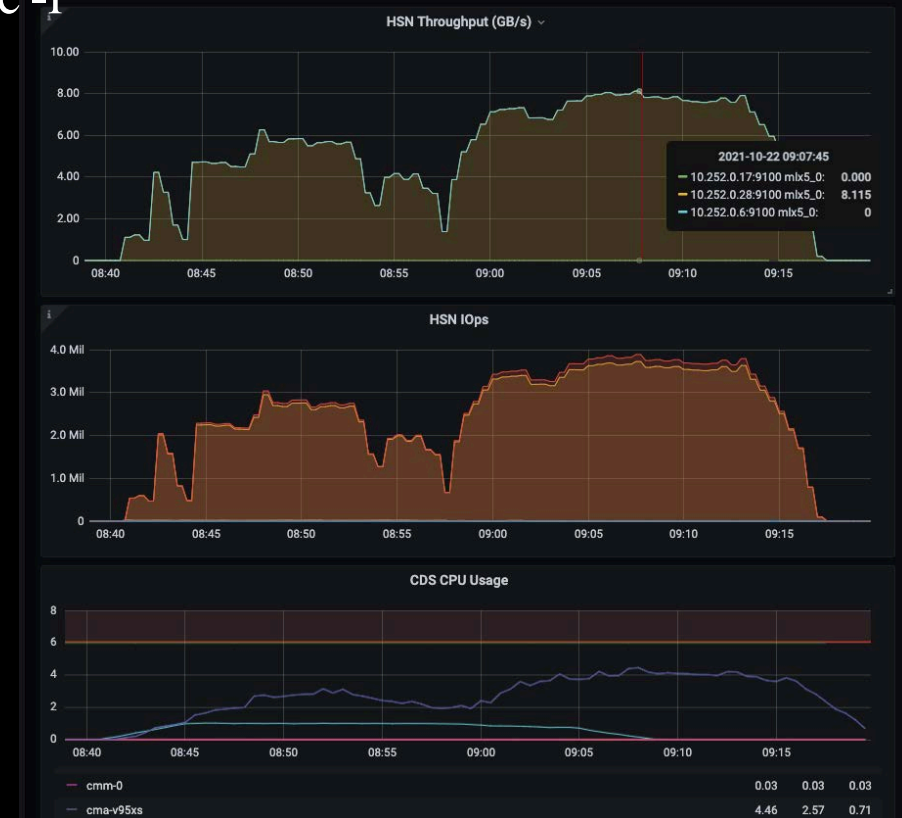 HSN Throughput (GB/s)
10.00
8.00
6.00
4.00
2.00
0
08:40 08:45 08:50 08:55 09:00 09:05 09:10 09:15
2021-10-22 09:07:45
10.252.0.17:9100 mlx5_0: 0.000
10.252.0.28:9100 mlx5_0: 8.115
10.252.0.6:9100 mlx5_0: 0
HSN IOps
4.0 Mil
3.0 Mil
2.0 Mil
1.0 Mil
0
08:40 08:45 08:50 08:55 09:00 09:05 09:10 09:15
CDS CPU Usage
8
6
4
2
0
08:40 08:45 08:50 08:55 09:00 09:05 09:10 09:15
cmm-0 0.03 0.03 0.03
cma-v95xs 4.46 2.57 0.71